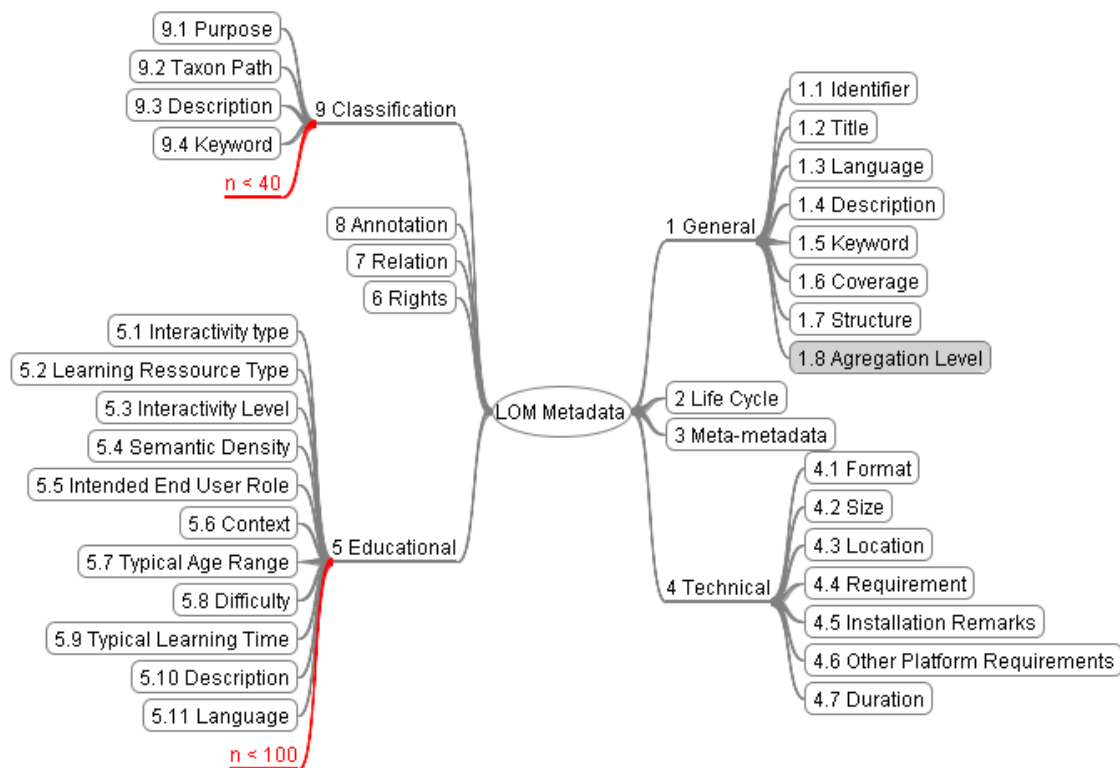 9.1 Purpose
9.2 Taxon Path
9.3 Description
9.4 Keyword
n < 40
9 Classification
8 Annotation
7 Relation
6 Rights
5.1 Interactivity type
5.2 Learning Ressource Type
5.3 Interactivity Level
5.4 Semantic Density
5.5 Intended End User Role
5.6 Context
5.7 Typical Age Range
5.8 Difficulty
5.9 Typical Learning Time
5.10 Description
5.11 Language
n < 100
5 Educational
LOM Metadata
1 General
1.1 Identifier
1.2 Title
1.3 Language
1.4 Description
1.5 Keyword
1.6 Coverage
1.7 Structure
1.8 Agregation Level
2 Life Cycle
3 Meta-metadata
4 Technical
4.1 Format
4.2 Size
4.3 Location
4.4 Requirement
4.5 Installation Remarks
4.6 Other Platform Requirements
4.7 Duration